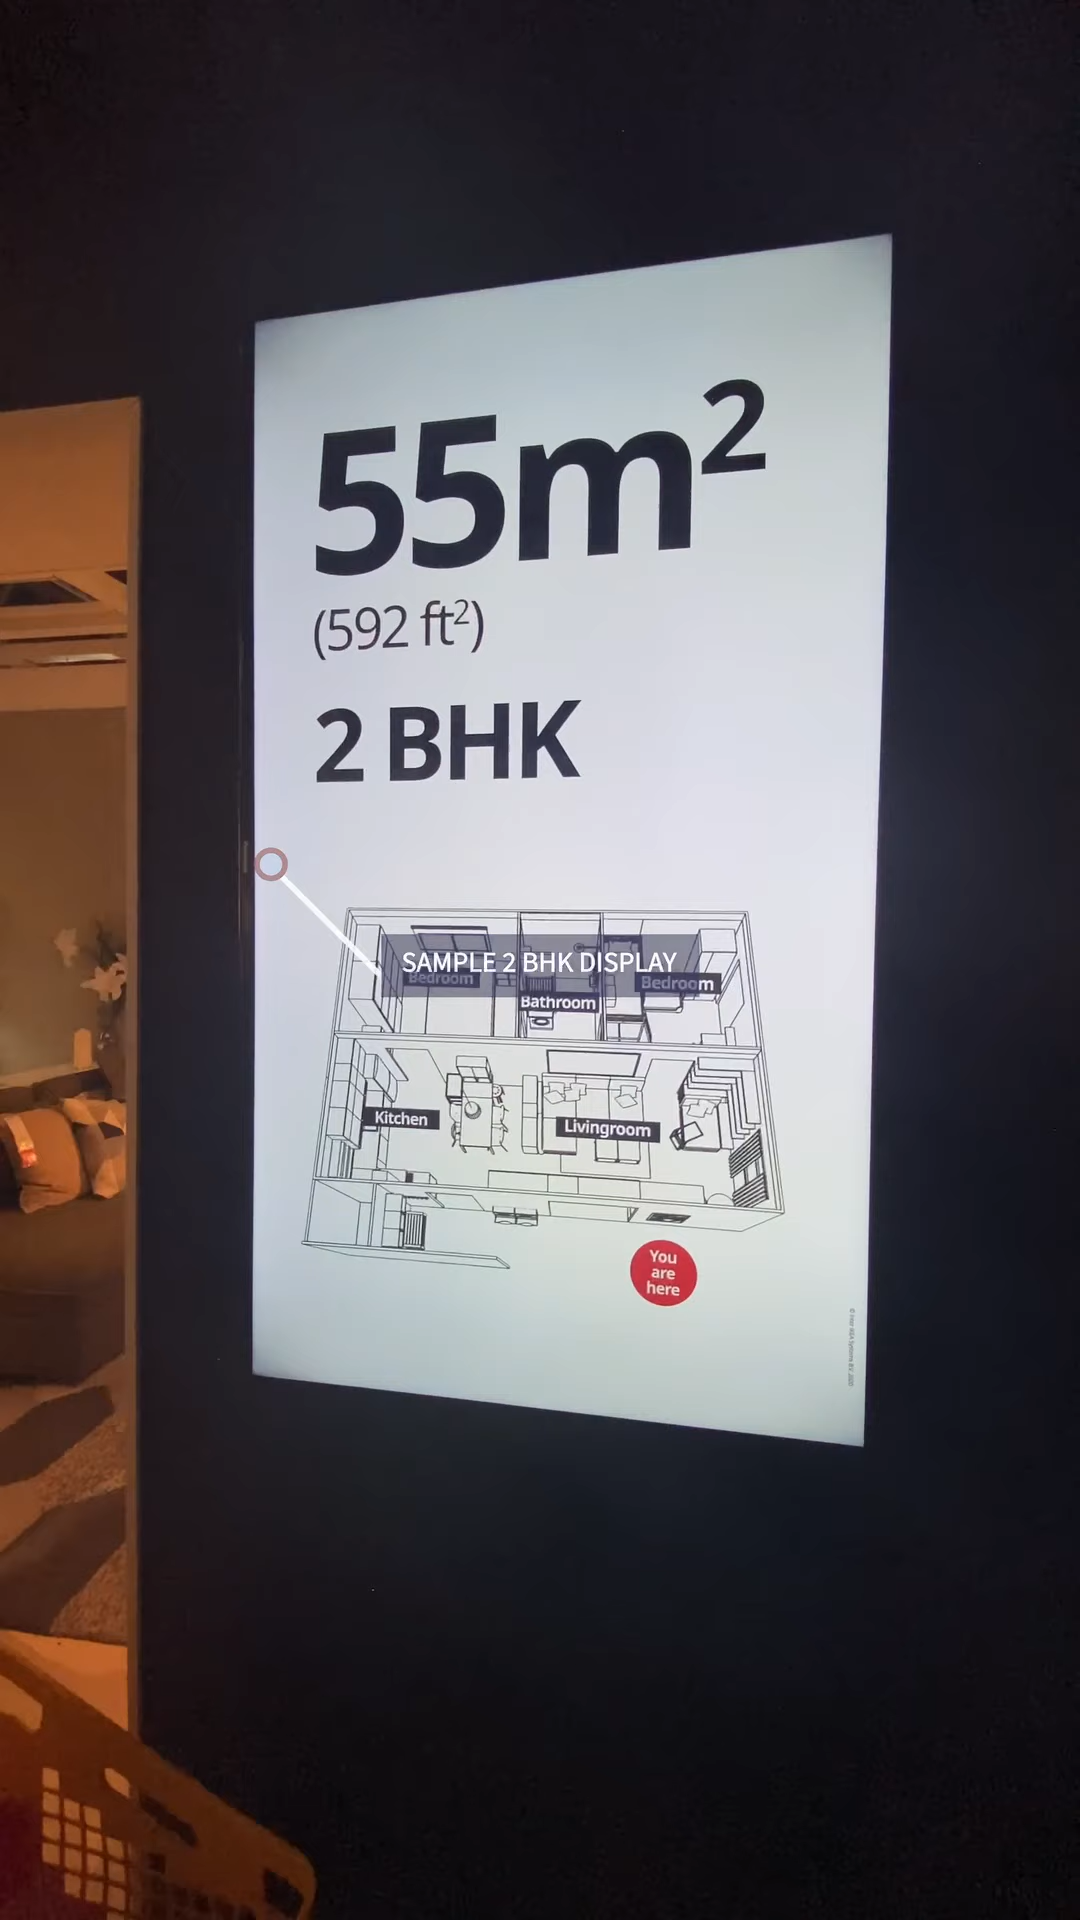 55m²
(592 ft²)
2 BHK
SAMPLE 2 BHK DISPLAY
Bedroom
Bathroom
Bedroom
Kitchen
Livingroom
You
are
here